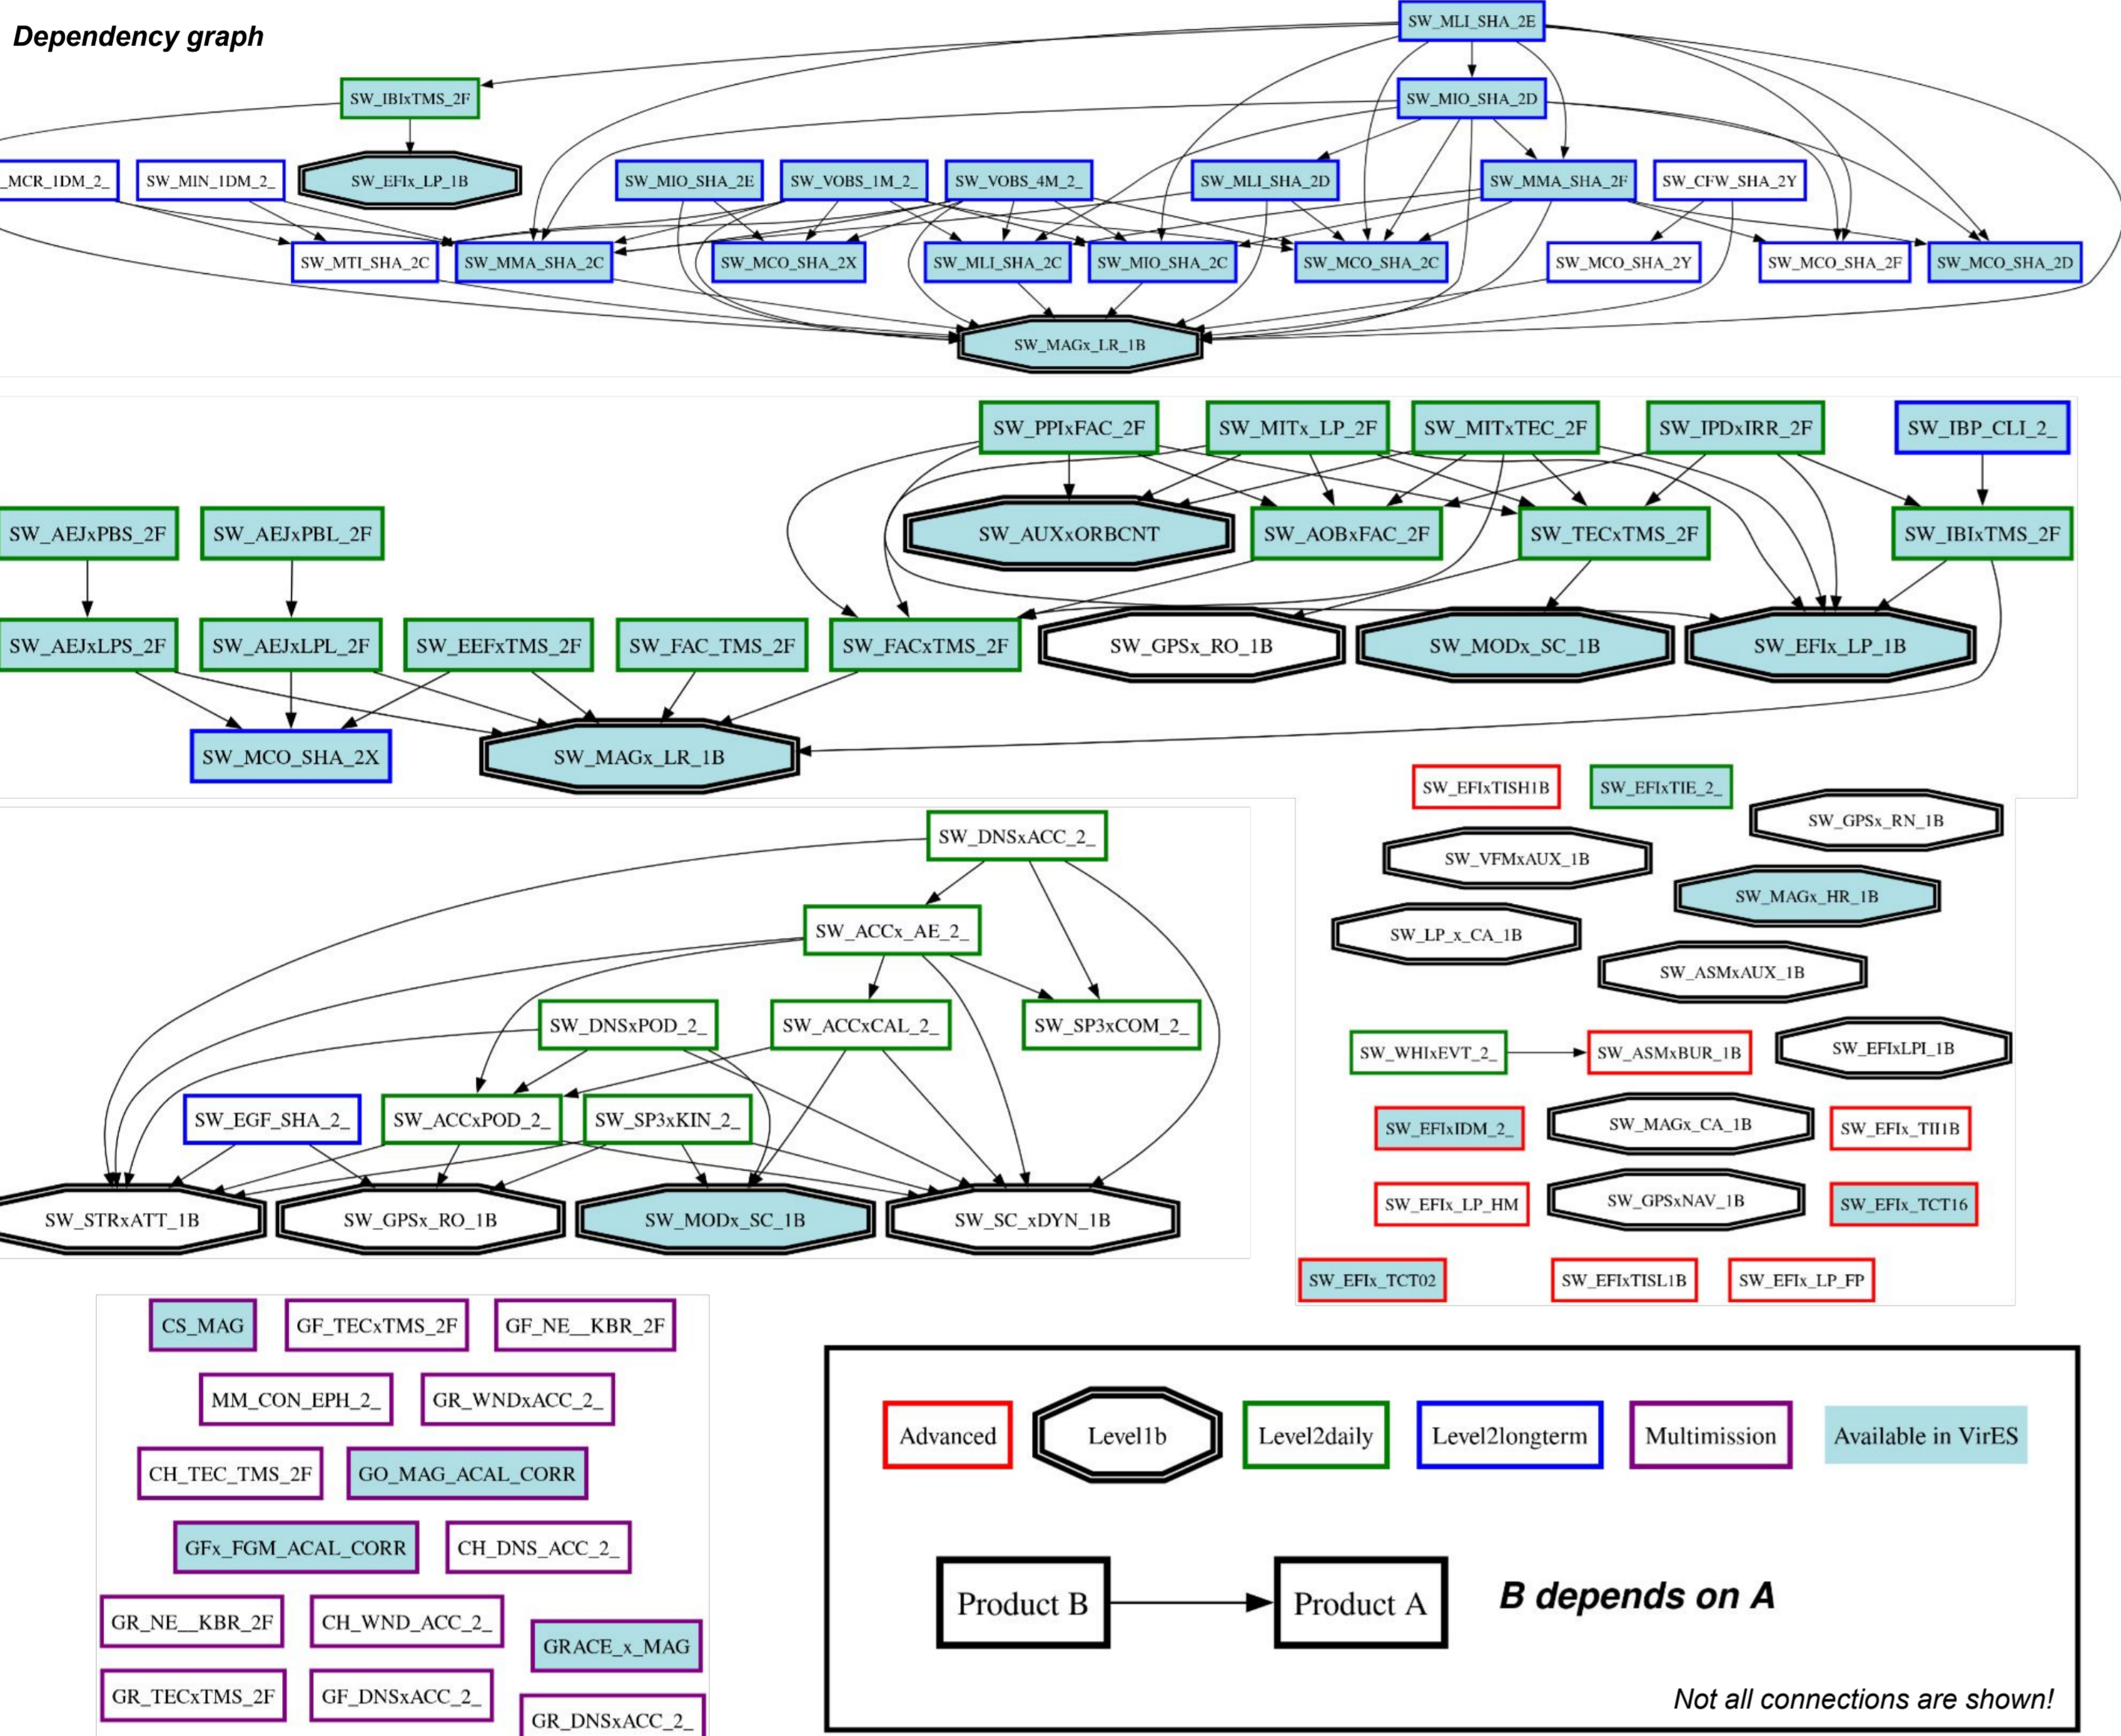 Dependency graph
SW_MLI_SHA_2E
SW_IBIxTMS_2F
SW_MIO_SHA_2D
_MCR_1DM_2_
SW_MIN_1DM_2_
SW_EFIx_LP_1B
SW_MIO_SHA_2E
SW_VOBS_1M_2_
SW_VOBS_4M_2_
SW_MLI_SHA_2D
SW_MMA_SHA_2F
SW_CFW_SHA_2Y
SW_MTI_SHA_2C
SW_MMA_SHA_2C
SW_MCO_SHA_2X
SW_MLI_SHA_2C
SW_MIO_SHA_2C
SW_MCO_SHA_2C
SW_MCO_SHA_2Y
SW_MCO_SHA_2F
SW_MCO_SHA_2D
SW_MAGx_LR_1B
SW_PPIxFAC_2F
SW_MITx_LP_2F
SW_MITxTEC_2F
SW_IPDxIRR_2F
SW_IBP_CLI_2_
SW_AEJxPBS_2F
SW_AEJxPBL_2F
SW_AUXxORBCNT
SW_AOBxFAC_2F
SW_TECxTMS_2F
SW_IBIxTMS_2F
SW_AEJxLPS_2F
SW_AEJxLPL_2F
SW_EEFxTMS_2F
SW_FAC_TMS_2F
SW_FACxTMS_2F
SW_GPSx_RO_1B
SW_MODx_SC_1B
SW_EFIx_LP_1B
SW_MCO_SHA_2X
SW_MAGx_LR_1B
SW_DNSxACC_2_
SW_ACCx_AE_2_
SW_DNSxPOD_2_
SW_ACCxCAL_2_
SW_SP3xCOM_2_
SW_EGF_SHA_2_
SW_ACCxPOD_2_
SW_SP3xKIN_2_
SW_STRxATT_1B
SW_GPSx_RO_1B
SW_MODx_SC_1B
SW_SC_xDYN_1B
SW_EFIxTISH1B
SW_EFIxTIE_2_
SW_GPSx_RN_1B
SW_VFMxAUX_1B
SW_MAGx_HR_1B
SW_LP_x_CA_1B
SW_ASMxAUX_1B
SW_WHIxEVT_2_
SW_ASMxBUR_1B
SW_EFIxLPI_1B
SW_EFIxIDM_2_
SW_MAGx_CA_1B
SW_EFIx_TII1B
SW_EFIx_LP_HM
SW_GPSxNAV_1B
SW_EFIx_TCT16
SW_EFIx_TCT02
SW_EFIxTISL1B
SW_EFIx_LP_FP
CS_MAG
GF_TECxTMS_2F
GF_NE__KBR_2F
MM_CON_EPH_2_
GR_WNDxACC_2_
CH_TEC_TMS_2F
GO_MAG_ACAL_CORR
GFx_FGM_ACAL_CORR
CH_DNS_ACC_2_
GR_NE__KBR_2F
CH_WND_ACC_2_
GRACE_x_MAG
GR_TECxTMS_2F
GF_DNSxACC_2_
GR_DNSxACC_2_
Advanced
Level1b
Level2daily
Level2longterm
Multimission
Available in VirES
Product B
Product A
B depends on A
Not all connections are shown!